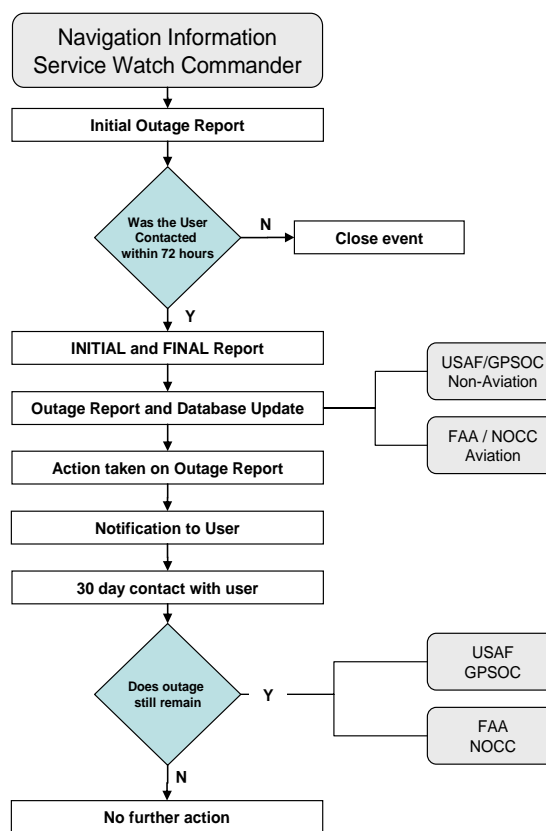 Navigation Information
Service Watch Commander
Initial Outage Report
Was the User
Contacted
within 72 hours
N
Close event
Y
INITIAL and FINAL Report
USAF/GPSOC
Non-Aviation
Outage Report and Database Update
FAA / NOCC
Aviation
Action taken on Outage Report
Notification to User
30 day contact with user
Does outage
still remain
Y
USAF
GPSOC
FAA
NOCC
N
No further action